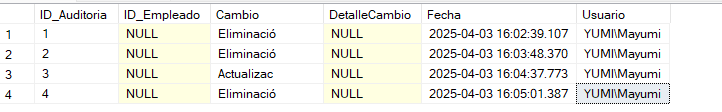 ID_Auditoria ID_Empleado Cambio DetalleCambio Fecha Usuario
1 1 NULL Eliminació NULL 2025-04-03 16:02:39.107 YUMI\Mayumi
2 2 NULL Eliminació NULL 2025-04-03 16:03:48.370 YUMI\Mayumi
3 3 NULL Actualizac NULL 2025-04-03 16:04:37.773 YUMI\Mayumi
4 4 NULL Eliminació NULL 2025-04-03 16:05:01.387 YUMI\Mayumi